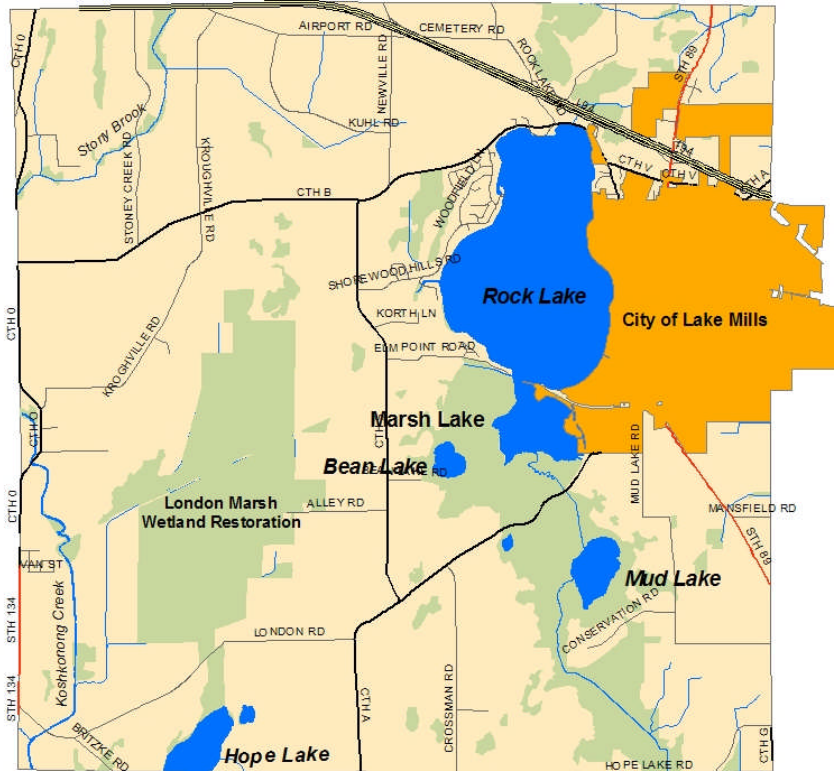 AIRPORT RD
CEMETERY RD
CTH O
ROCK LAKE RD
STH 89
NEWVILLE RD
I 94
KUHL RD
Stony Brook
STONEY CREEK RD
KROUGHVILLE RD
CTH V
I 94
CTH V
CTH A
CTH B
WOODFIELD LN
SHOREWOOD HILLS RD
Rock Lake
City of Lake Mills
KORTH LN
CTH O
KROGHVILLE RD
ELM POINT ROAD
Marsh Lake
CTH O
MUD LAKE RD
Bean Lake
London Marsh
Wetland Restoration
ALLEY RD
CTH O
MANSFIELD RD
STH 89
VAN ST
Mud Lake
STH 134
Koshkonong Creek
CONSERVATION RD
LONDON RD
STH 134
CTH A
CROSSMAN RD
BRITZKE RD
Hope Lake
HOPE LAKE RD
CTH G